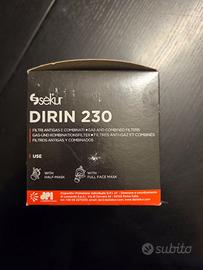 sekur
DIRIN 230
FILTRI ANTIGAS E COMBINATI • GAS AND COMBINED FILTERS
GAS-UND KOMBINATIONSFILTER • FILTRES ANTI-GAZ ET COMBINÉS
FILTROS ANTIGAS Y COMBINADOS
USE
WITH
HALF-MASK
WITH
FULL FACE MASK
subito